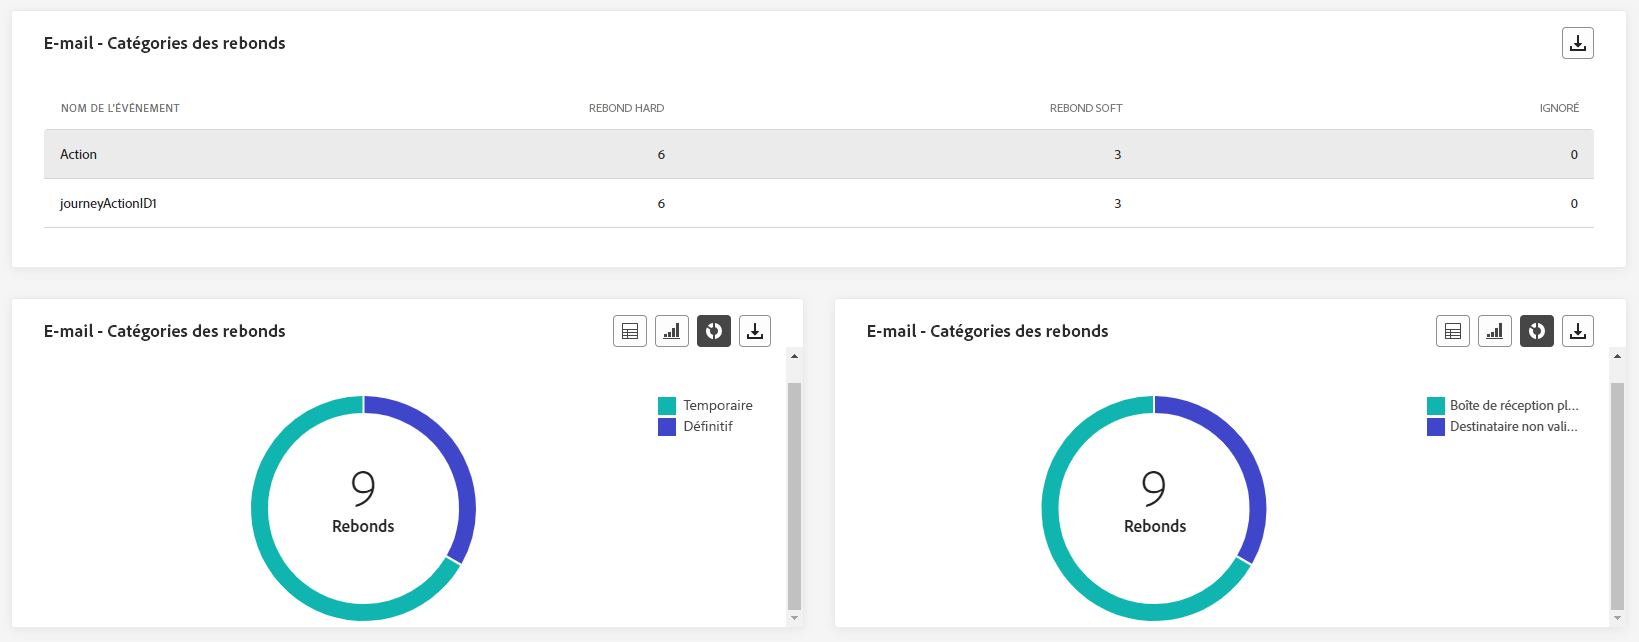 E-mail - Catégories des rebonds
NOM DE L'ÉVÉNEMENT REBOND HARD REBOND SOFT IGNORÉ
Action 6 3 0
journeyActionID1 6 3 0
E-mail - Catégories des rebonds
Temporaire
Définitif
9
Rebonds
E-mail - Catégories des rebonds
Boîte de réception pl...
Destinataire non vali...
9
Rebonds